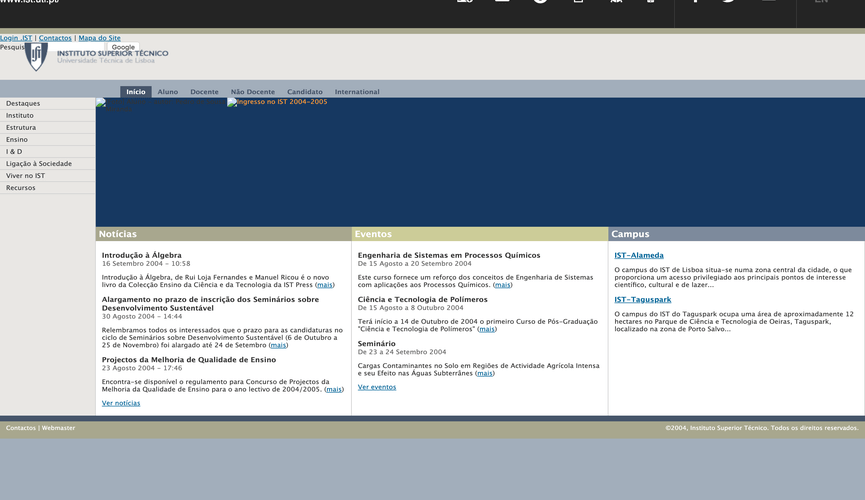 www.ist.utl.pt/
EN
Login .IST | Contactos | Mapa do Site
Pesquis
Google
INSTITUTO SUPERIOR TÉCNICO
Universidade Técnica de Lisboa
Início Aluno Docente Não Docente Candidato International
Destaques
Instituto
Estrutura
Ensino
I & D
Ligação à Sociedade
Viver no IST
Recursos
Ingresso no IST 2004-2005
Notícias
Introdução à Álgebra
16 Setembro 2004 - 10:58
Introdução à Álgebra, de Rui Loja Fernandes e Manuel Ricou é o novo
livro da Colecção Ensino da Ciência e da Tecnologia da IST Press (mais)
Alargamento no prazo de inscrição dos Seminários sobre
Desenvolvimento Sustentável
30 Agosto 2004 - 14:44
Relembramos todos os interessados que o prazo para as candidaturas no
ciclo de Seminários sobre Desenvolvimento Sustentável (6 de Outubro a
25 de Novembro) foi alargado até 24 de Setembro (mais)
Projectos da Melhoria de Qualidade de Ensino
23 Agosto 2004 - 17:46
Encontra-se disponível o regulamento para Concurso de Projectos da
Melhoria da Qualidade de Ensino para o ano lectivo de 2004/2005. (mais)
Ver notícias
Eventos
Engenharia de Sistemas em Processos Químicos
De 15 Agosto a 20 Setembro 2004
Este curso fornece um reforço dos conceitos de Engenharia de Sistemas
com aplicações aos Processos Químicos. (mais)
Ciência e Tecnologia de Polímeros
De 15 Agosto a 8 Outubro 2004
Terá início a 14 de Outubro de 2004 o primeiro Curso de Pós-Graduação
"Ciência e Tecnologia de Polímeros" (mais)
Seminário
De 23 a 24 Setembro 2004
Cargas Contaminantes no Solo em Regiões de Actividade Agrícola Intensa
e seu Efeito nas Águas Subterrânes (mais)
Ver eventos
Campus
IST-Alameda
O campus do IST de Lisboa situa-se numa zona central da cidade, o que
proporciona um acesso privilegiado aos principais pontos de interesse
científico, cultural e de lazer...
IST-Taguspark
O campus do IST do Taguspark ocupa uma área de aproximadamente 12
hectares no Parque de Ciência e Tecnologia de Oeiras, Taguspark,
localizado na zona de Porto Salvo...
Contactos | Webmaster
©2004, Instituto Superior Técnico. Todos os direitos reservados.